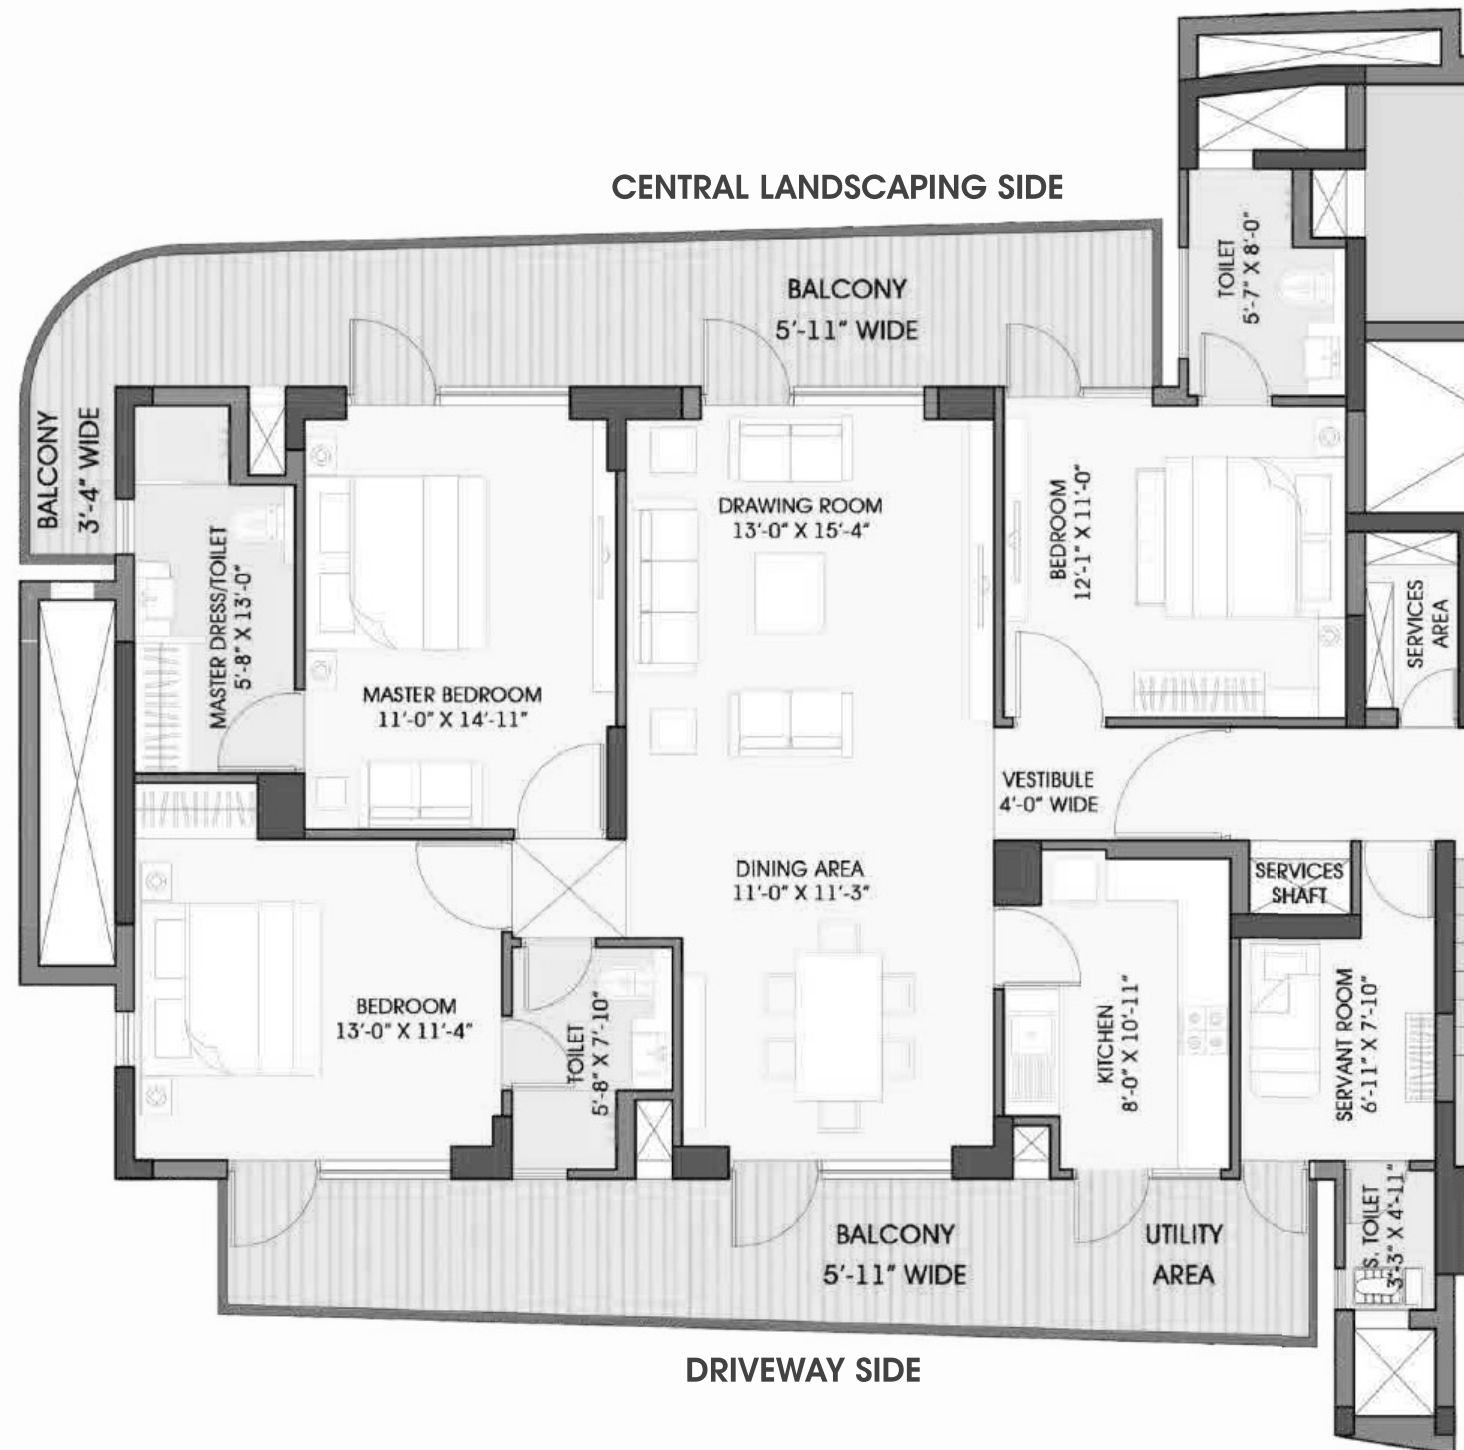 CENTRAL LANDSCAPING SIDE
TOILET
5'-7" X 8'-0"
BALCONY
5'-11" WIDE
BALCONY
3'-4" WIDE
MASTER DRESS/TOILET
5'-8" X 13'-0"
MASTER BEDROOM
11'-0" X 14'-11"
DRAWING ROOM
13'-0" X 15'-4"
BEDROOM
12'-1" X 11'-0"
SERVICES
AREA
VESTIBULE
4'-0" WIDE
DINING AREA
11'-0" X 11'-3"
SERVICES
SHAFT
BEDROOM
13'-0" X 11'-4"
TOILET
5'-8" X 7'-10"
KITCHEN
8'-0" X 10'-11"
SERVANT ROOM
6'-11" X 7'-10"
BALCONY
5'-11" WIDE
UTILITY
AREA
S. TOILET
3'-3" X 4'-11"
DRIVEWAY SIDE